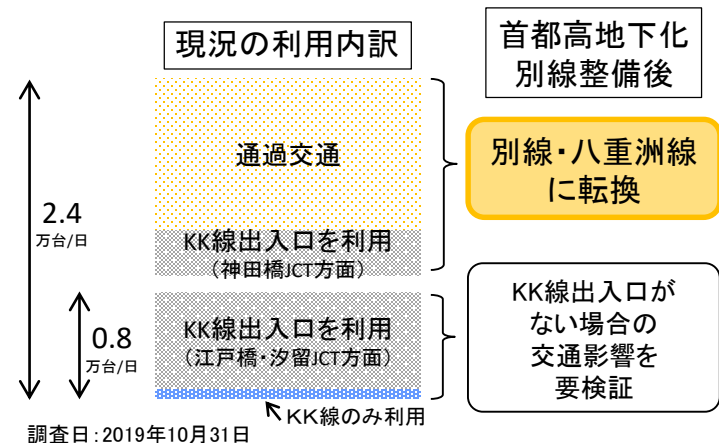 現況の利用内訳
首都高地下化
別線整備後
2.4
万台/日
通過交通
KK線出入口を利用
（神田橋JCT方面）
別線・八重洲線
に転換
0.8
万台/日
KK線出入口を利用
（江戸橋・汐留JCT方面）
KK線出入口が
ない場合の
交通影響を
要検証
KK線のみ利用
調査日：2019年10月31日